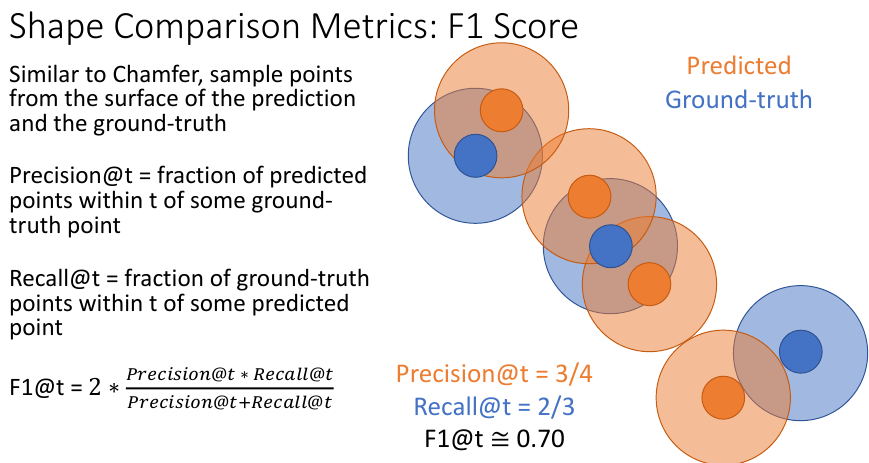 Shape Comparison Metrics: F1 Score
Similar to Chamfer, sample points
from the surface of the prediction
and the ground-truth
Precision@t = fraction of predicted
points within t of some ground-
truth point
Recall@t = fraction of ground-truth
points within t of some predicted
point
F1@t = 2 * (Precision@t * Recall@t) / (Precision@t+Recall@t)
Predicted
Ground-truth
Precision@t = 3/4
Recall@t = 2/3
F1@t ≅ 0.70